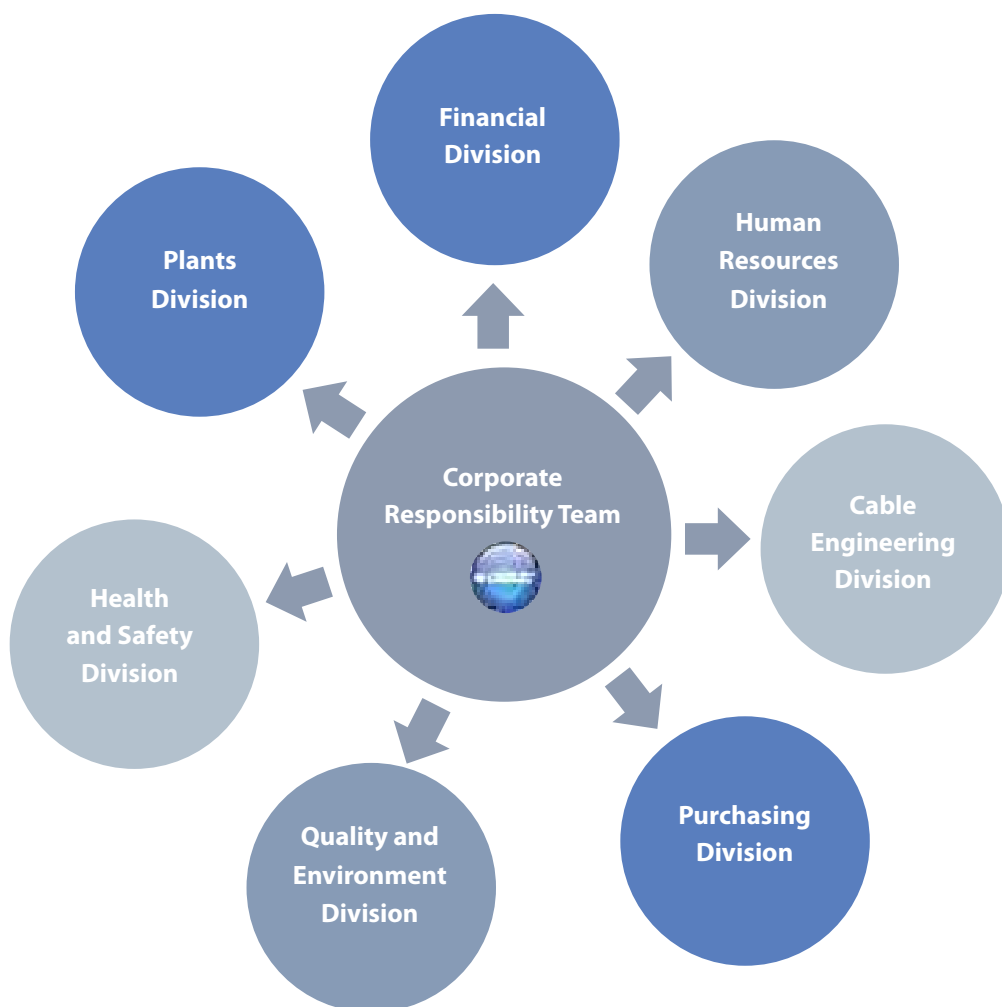 Financial
Division
Human
Resources
Division
Plants
Division
Corporate
Responsibility Team
Cable
Engineering
Division
Health
and Safety
Division
Purchasing
Division
Quality and
Environment
Division